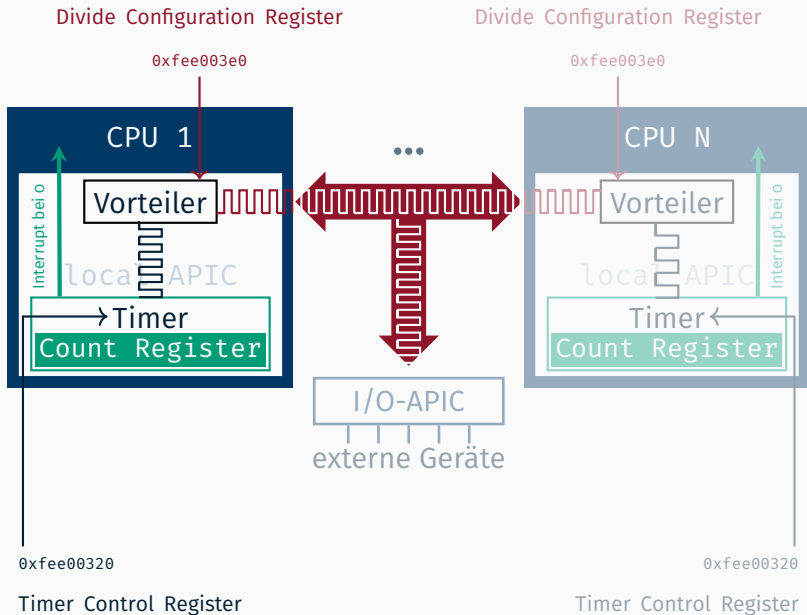 Divide Configuration Register
Divide Configuration Register
0xfee003e0
0xfee003e0
CPU 1
...
CPU N
Vorteiler
Vorteiler
Interrupt bei 0
Interrupt bei 0
local APIC
local APIC
Timer
Timer
Count Register
Count Register
I/O-APIC
externe Geräte
0xfee00320
0xfee00320
Timer Control Register
Timer Control Register